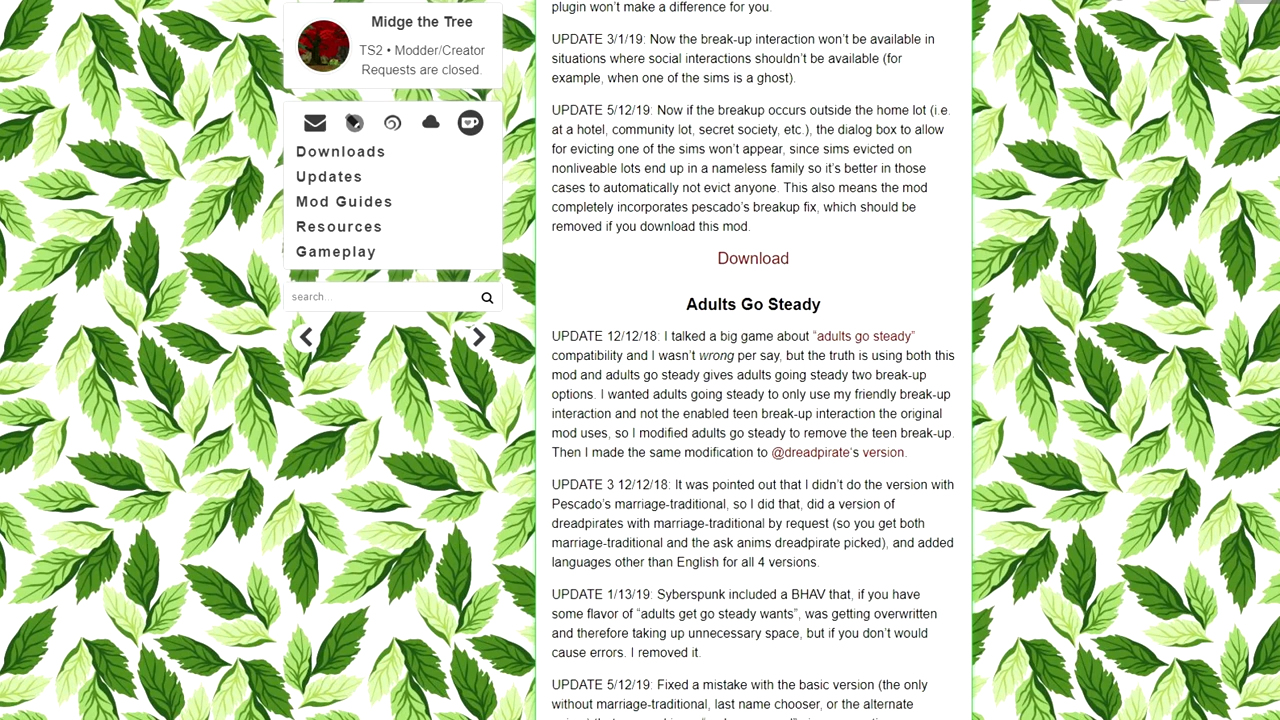 Midge the Tree
TS2 • Modder/Creator
Requests are closed.
Downloads
Updates
Mod Guides
Resources
Gameplay
search...
plugin won’t make a difference for you.
UPDATE 3/1/19: Now the break-up interaction won’t be available in
situations where social interactions shouldn’t be available (for
example, when one of the sims is a ghost).
UPDATE 5/12/19: Now if the breakup occurs outside the home lot (i.e.
at a hotel, community lot, secret society, etc.), the dialog box to allow
for evicting one of the sims won’t appear, since sims evicted on
nonliveable lots end up in a nameless family so it’s better in those
cases to automatically not evict anyone. This also means the mod
completely incorporates pescado’s breakup fix, which should be
removed if you download this mod.
Download
Adults Go Steady
UPDATE 12/12/18: I talked a big game about “adults go steady”
compatibility and I wasn’t wrong per say, but the truth is using both this
mod and adults go steady gives adults going steady two break-up
options. I wanted adults going steady to only use my friendly break-up
interaction and not the enabled teen break-up interaction the original
mod uses, so I modified adults go steady to remove the teen break-up.
Then I made the same modification to @dreadpirate’s version.
UPDATE 3 12/12/18: It was pointed out that I didn’t do the version with
Pescado’s marriage-traditional, so I did that, did a version of
dreadpirates with marriage-traditional by request (so you get both
marriage-traditional and the ask anims dreadpirate picked), and added
languages other than English for all 4 versions.
UPDATE 1/13/19: Syberspunk included a BHAV that, if you have
some flavor of “adults get go steady wants”, was getting overwritten
and therefore taking up unnecessary space, but if you don’t would
cause errors. I removed it.
UPDATE 5/12/19: Fixed a mistake with the basic version (the only
without marriage-traditional, last name chooser, or the alternate